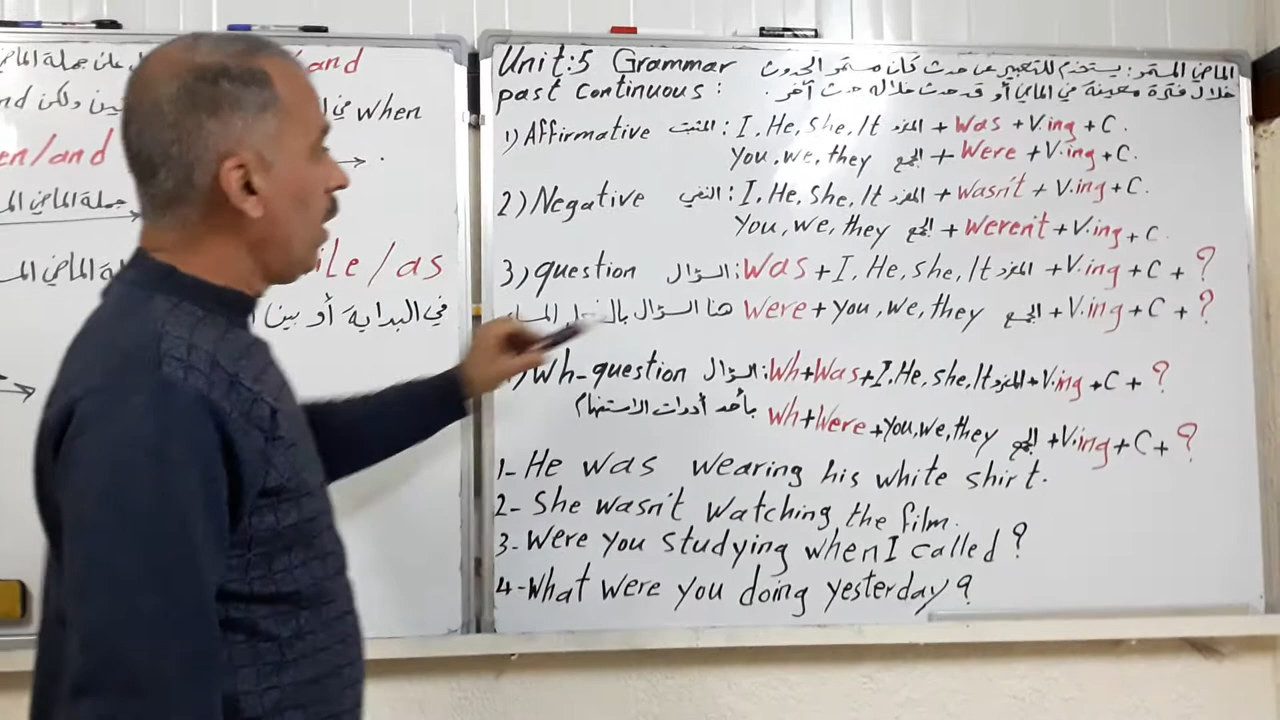 Unit:5 Grammar
past continuous :
الماضي المستمر: يستخدم للتعبير عن حدث كان مستمر الحدوث
خلال فترة معينة في الماضي أو قد حدث خلاله حدث آخر.
1) Affirmative المثبت : I, He, She, It المفرد + Was + V.ing + C.
You, we, they الجمع + Were + V.ing + C.
2) Negative النفي : I, He, She, It المفرد + wasn't + V.ing + C.
You, we, they الجمع + Weren't + V.ing + C.
3) question السؤال: Was + I, He, she, It المفرد + V.ing + C + ?
هنا السؤال Were + you, we, they الجمع + V.ing + C + ?
) Wh-question السؤال: Wh + Was + I, He, she, It المفرد + V.ing + C + ?
بأحد أدوات الاستفهام wh + Were + you, we, they الجمع + V.ing + C + ?
1- He was wearing his white shirt.
2- She wasn't watching the film.
3- Were you studying when I called ?
4- What were you doing yesterday ?
/and
when
/and
جملة الماضي
/as
في البداية أو بين